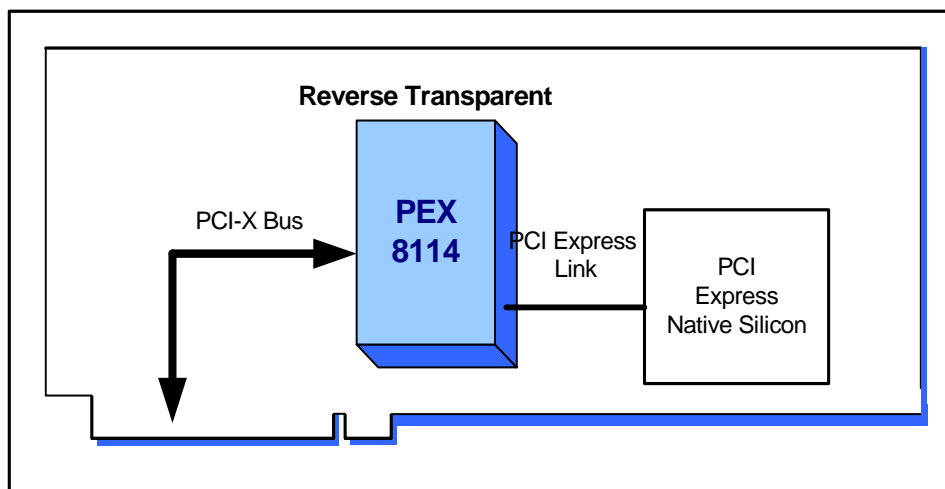 Reverse Transparent
PEX
8114
PCI-X Bus
PCI Express
Link
PCI
Express
Native Silicon